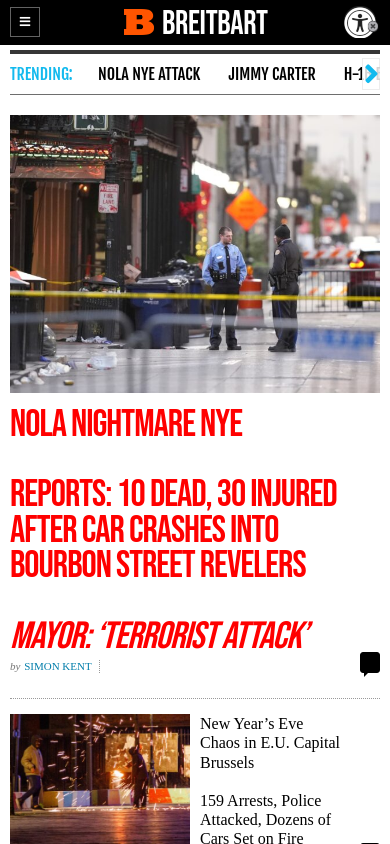 BREITBART
TRENDING:
NOLA NYE ATTACK
JIMMY CARTER
NOLA NIGHTMARE NYE
REPORTS: 10 DEAD, 30 INJURED
AFTER CAR CRASHES INTO
BOURBON STREET REVELERS
MAYOR: ‘TERRORIST ATTACK’
by SIMON KENT
New Year’s Eve
Chaos in E.U. Capital
Brussels
159 Arrests, Police
Attacked, Dozens of
Cars Set on Fire